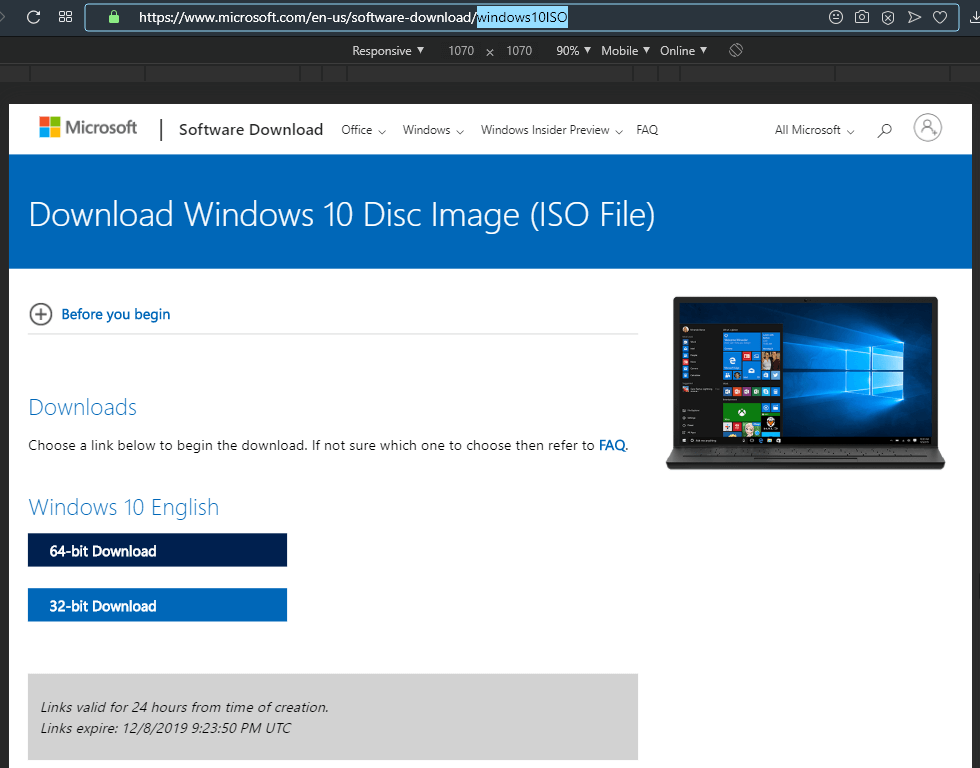 https://www.microsoft.com/en-us/software-download/windows10ISO
Responsive ▼ 1070 × 1070 90% ▼ Mobile ▼ Online ▼
Microsoft | Software Download Office Windows Windows Insider Preview FAQ All Microsoft
Download Windows 10 Disc Image (ISO File)
Before you begin
Downloads
Choose a link below to begin the download. If not sure which one to choose then refer to FAQ.
Windows 10 English
64-bit Download
32-bit Download
Links valid for 24 hours from time of creation.
Links expire: 12/8/2019 9:23:50 PM UTC